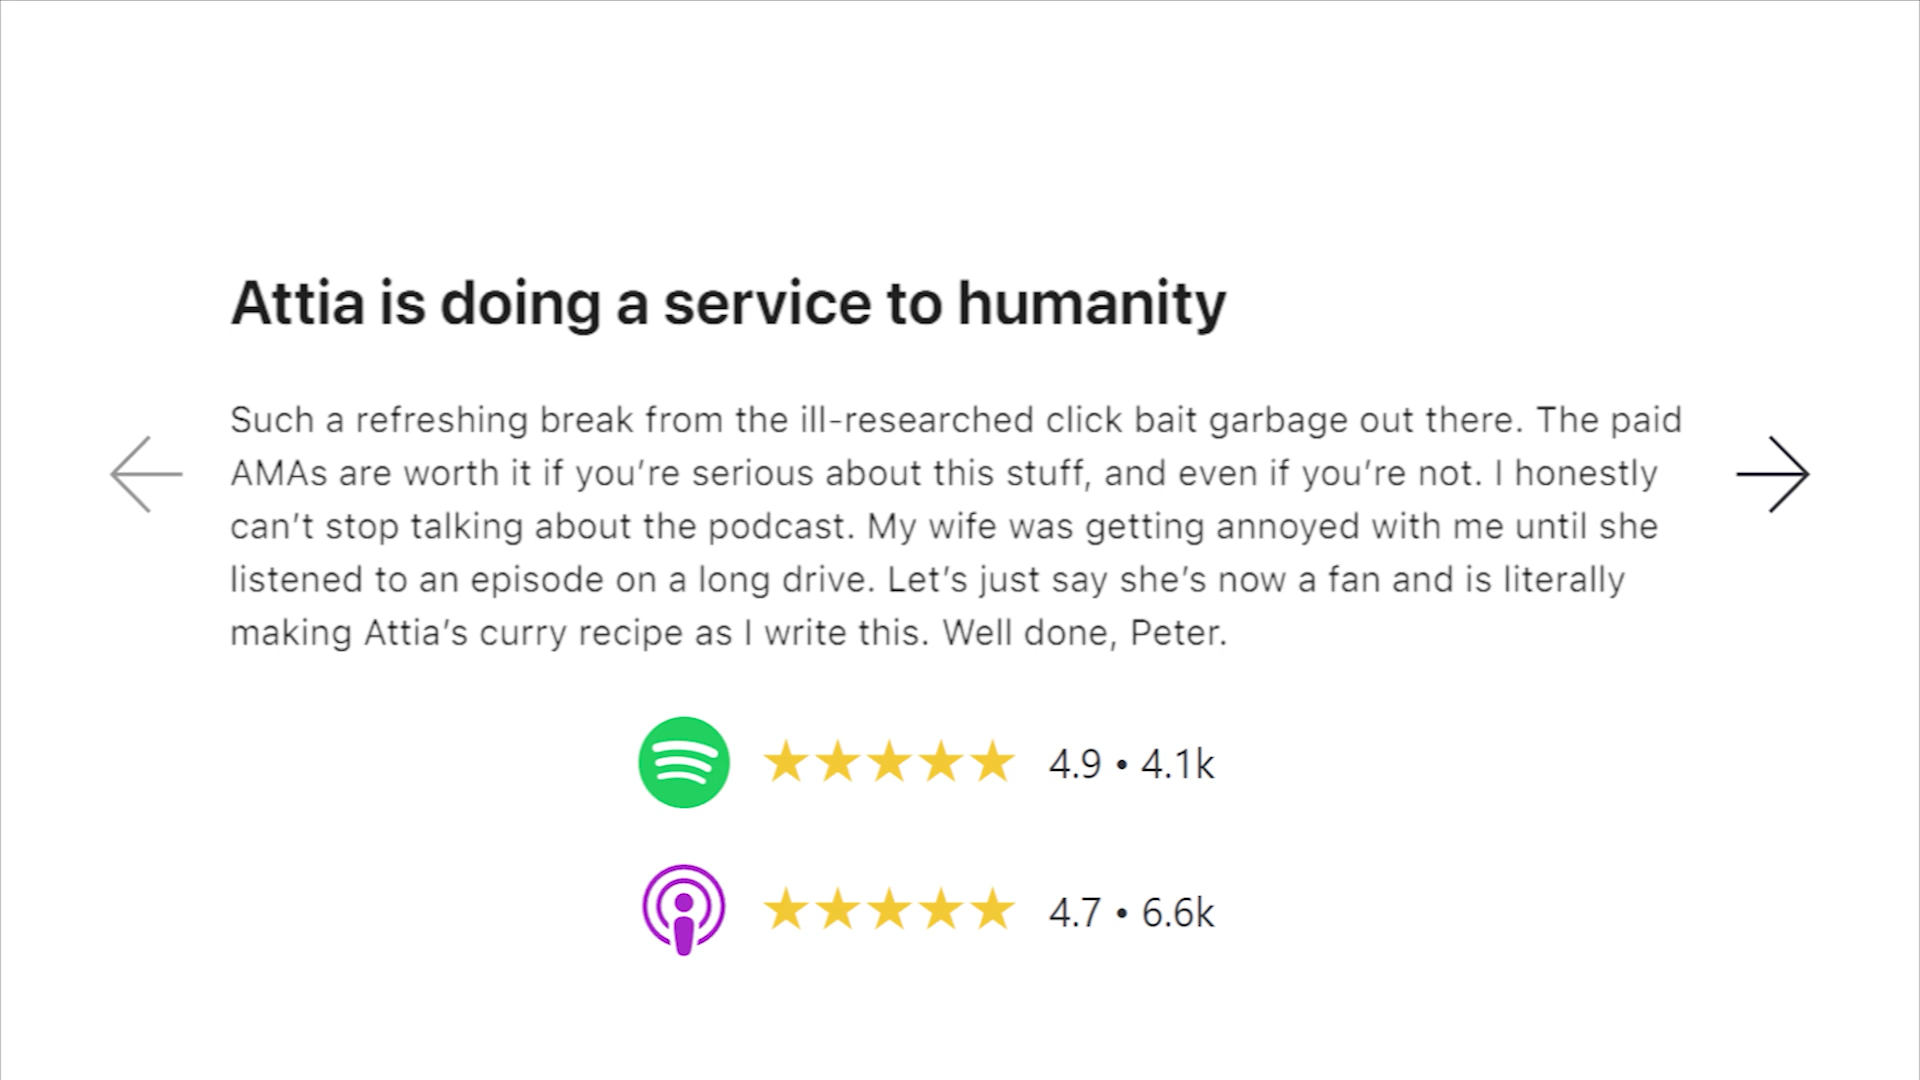 Attia is doing a service to humanity
Such a refreshing break from the ill-researched click bait garbage out there. The paid
AMAs are worth it if you’re serious about this stuff, and even if you’re not. I honestly
can’t stop talking about the podcast. My wife was getting annoyed with me until she
listened to an episode on a long drive. Let’s just say she’s now a fan and is literally
making Attia’s curry recipe as I write this. Well done, Peter.
4.9 • 4.1k
4.7 • 6.6k